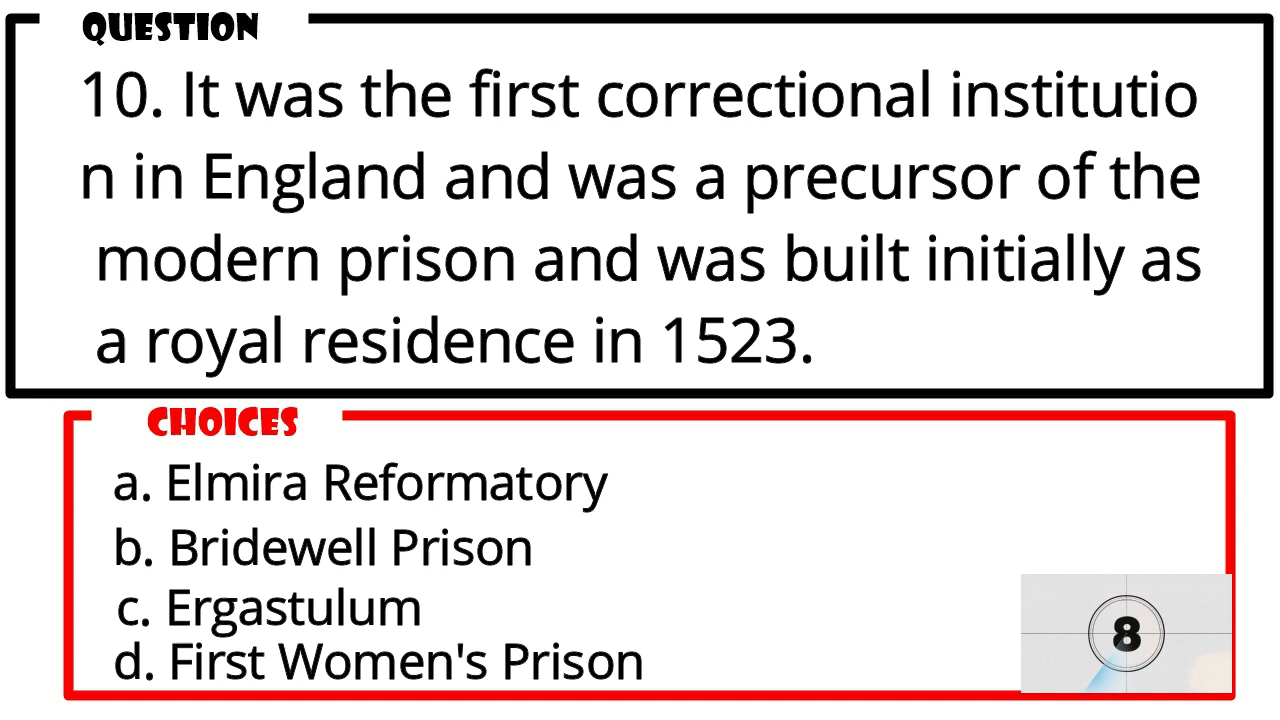 QUESTION
10. It was the first correctional institutio
n in England and was a precursor of the
modern prison and was built initially as
a royal residence in 1523.
CHOICES
a. Elmira Reformatory
b. Bridewell Prison
c. Ergastulum
d. First Women's Prison
8